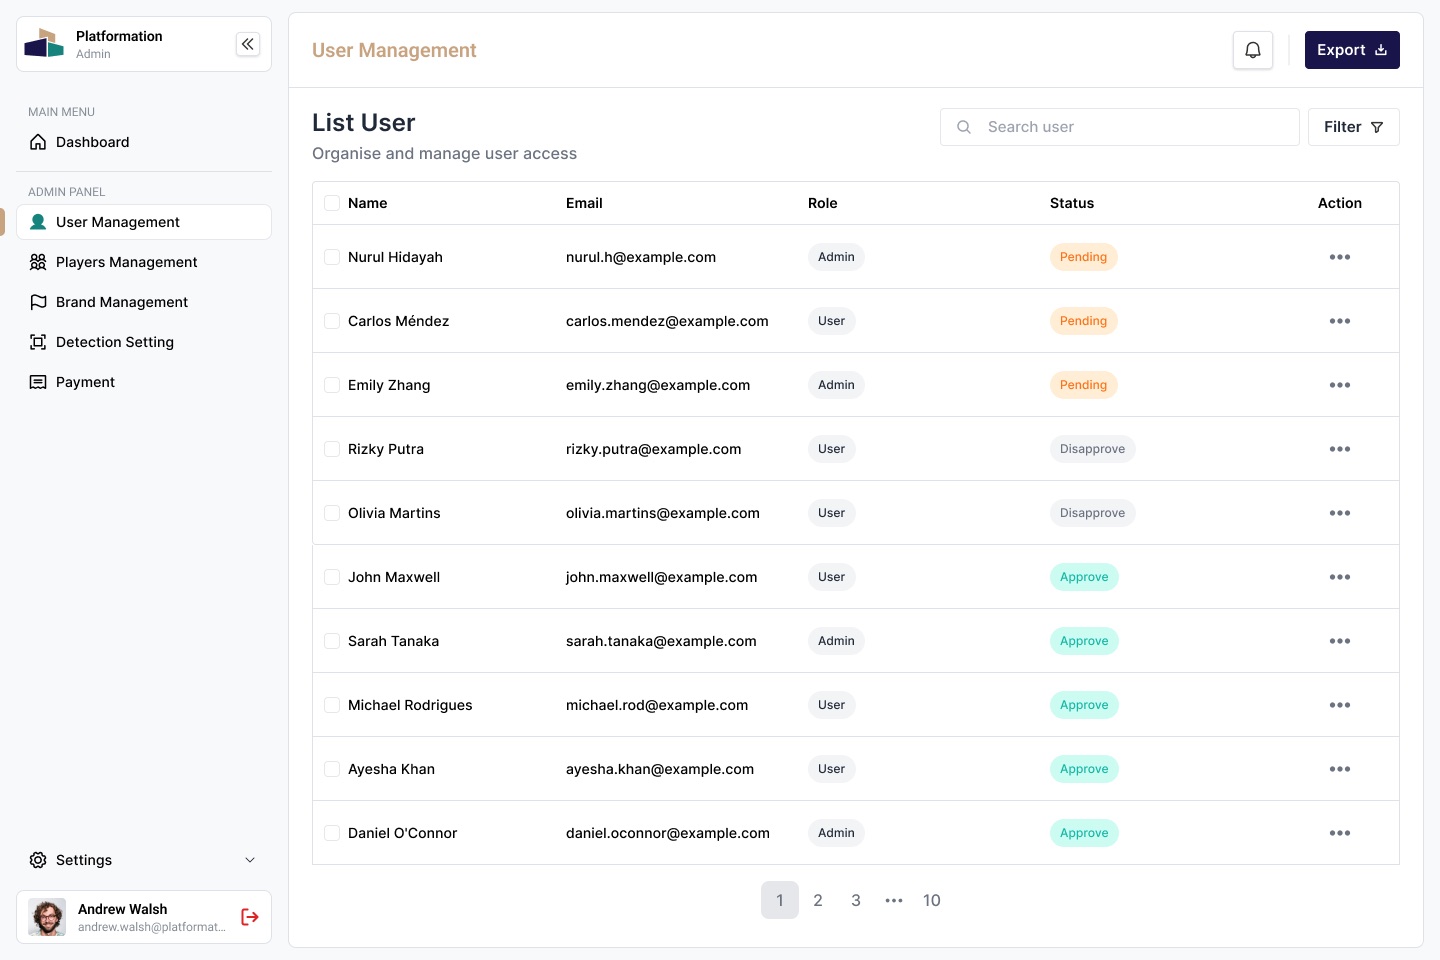 Platformation
Admin
MAIN MENU
Dashboard
ADMIN PANEL
User Management
Players Management
Brand Management
Detection Setting
Payment
Settings
Andrew Walsh
andrew.walsh@platformat...
User Management
Export
List User
Organise and manage user access
Search user
Filter
Name Email Role Status Action
Nurul Hidayah nurul.h@example.com Admin Pending
Carlos Méndez carlos.mendez@example.com User Pending
Emily Zhang emily.zhang@example.com Admin Pending
Rizky Putra rizky.putra@example.com User Disapprove
Olivia Martins olivia.martins@example.com User Disapprove
John Maxwell john.maxwell@example.com User Approve
Sarah Tanaka sarah.tanaka@example.com Admin Approve
Michael Rodrigues michael.rod@example.com User Approve
Ayesha Khan ayesha.khan@example.com User Approve
Daniel O'Connor daniel.oconnor@example.com Admin Approve
1 2 3 ... 10